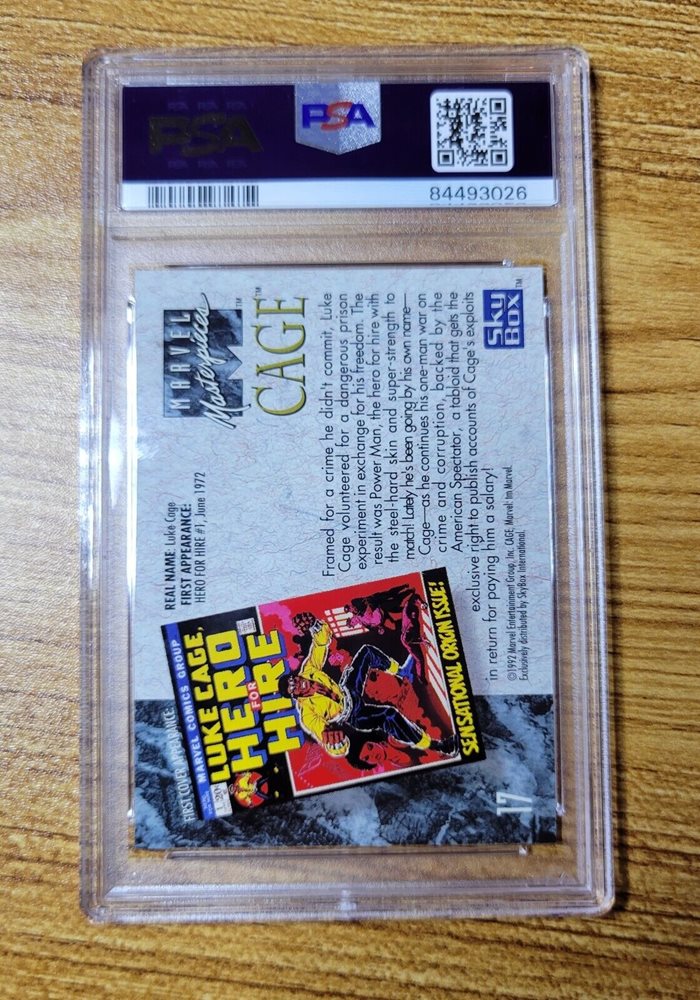 PSA
PSA
84493026
MARVEL
Masterpieces™
CAGE™
REAL NAME: Luke Cage
FIRST APPEARANCE:
HERO FOR HIRE #1, June 1972
Framed for a crime he didn't commit, Luke
Cage volunteered for a dangerous prison
experiment in exchange for his freedom. The
result was Power Man, the hero for hire with
the steel-hard skin and super-strength to
match! Lately he's been going by his own name—
Cage—as he continues his one-man war on
crime and corruption, backed by the
American Spectator, a tabloid that gets the
exclusive right to publish accounts of Cage's exploits
in return for paying him a salary!
©1992 Marvel Entertainment Group, Inc. CAGE, Marvel: tm Marvel.
Exclusively distributed by SkyBox International
SkyBox™
FIRST COVER APPEARANCE:
MARVEL COMICS GROUP
LUKE CAGE,
HERO
FOR
HIRE
20¢
SENSATIONAL ORIGIN ISSUE!
17